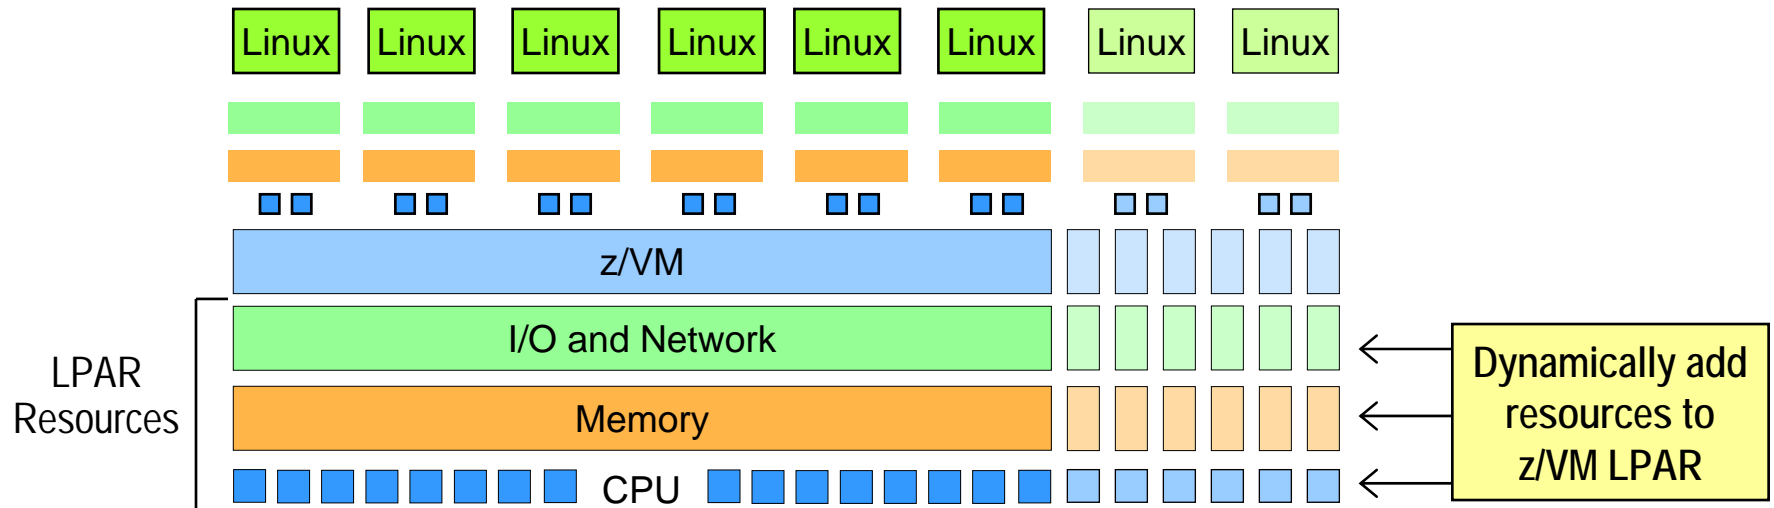 Linux Linux Linux Linux Linux Linux Linux Linux
z/VM
I/O and Network
LPAR
Resources
Memory
CPU
Dynamically add
resources to
z/VM LPAR